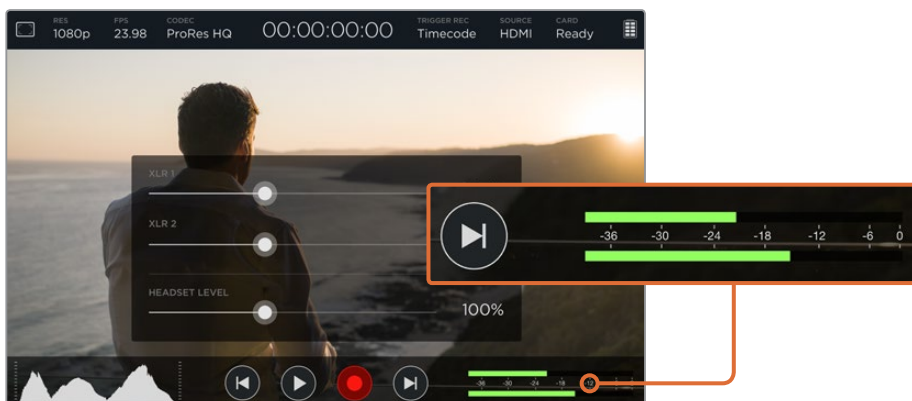 RES FPS CODEC TRIGGER REC SOURCE CARD
1080p 23.98 ProRes HQ 00:00:00:00 Timecode HDMI Ready
XLR 1
XLR 2
HEADSET LEVEL
100%
-36 -30 -24 -18 -12 -6 0
-36 -30 -24 -18 -12